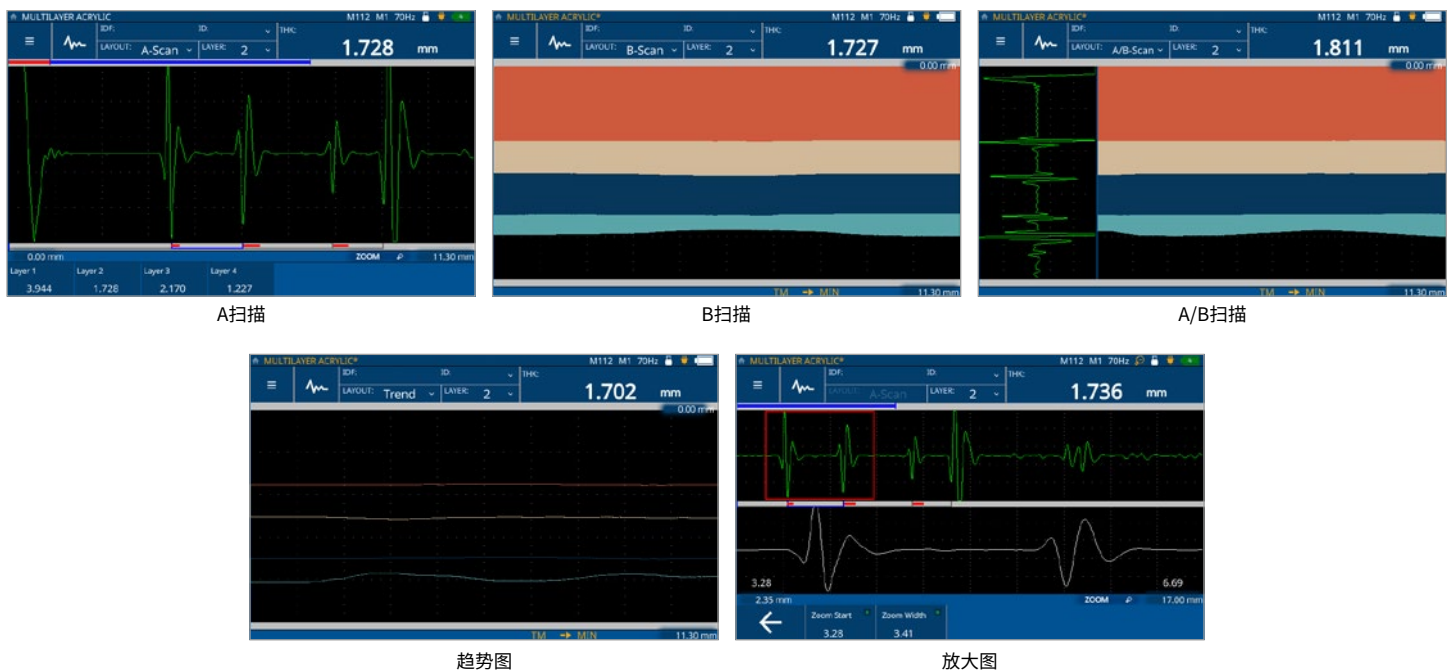 MULTILAYER ACRYLIC
M112 M1 70Hz
IDF:
ID:
THK:
LAYOUT: A-Scan
LAYER: 2
1.728 mm
0.00 mm
ZOOM
11.30 mm
Layer 1
Layer 2
Layer 3
Layer 4
3.944
1.728
2.170
1.227
A扫描
MULTILAYER ACRYLIC*
M112 M1 70Hz
IDF:
ID:
THK:
LAYOUT: B-Scan
LAYER: 2
1.727 mm
0.00 mm
TM → MIN
11.30 mm
B扫描
MULTILAYER ACRYLIC*
M112 M1 70Hz
IDF:
ID:
THK:
LAYOUT: A/B-Scan
LAYER: 2
1.811 mm
0.00 mm
TM → MIN
11.30 mm
A/B扫描
MULTILAYER ACRYLIC*
M112 M1 70Hz
IDF:
ID:
THK:
LAYOUT: Trend
LAYER: 2
1.702 mm
0.00 mm
TM → MIN
11.30 mm
趋势图
MULTILAYER ACRYLIC*
M112 M1 70Hz
IDF:
ID:
THK:
LAYOUT: A-Scan
LAYER: 2
1.736 mm
3.28
6.69
2.35 mm
ZOOM
17.00 mm
Zoom Start
Zoom Width
3.28
3.41
放大图